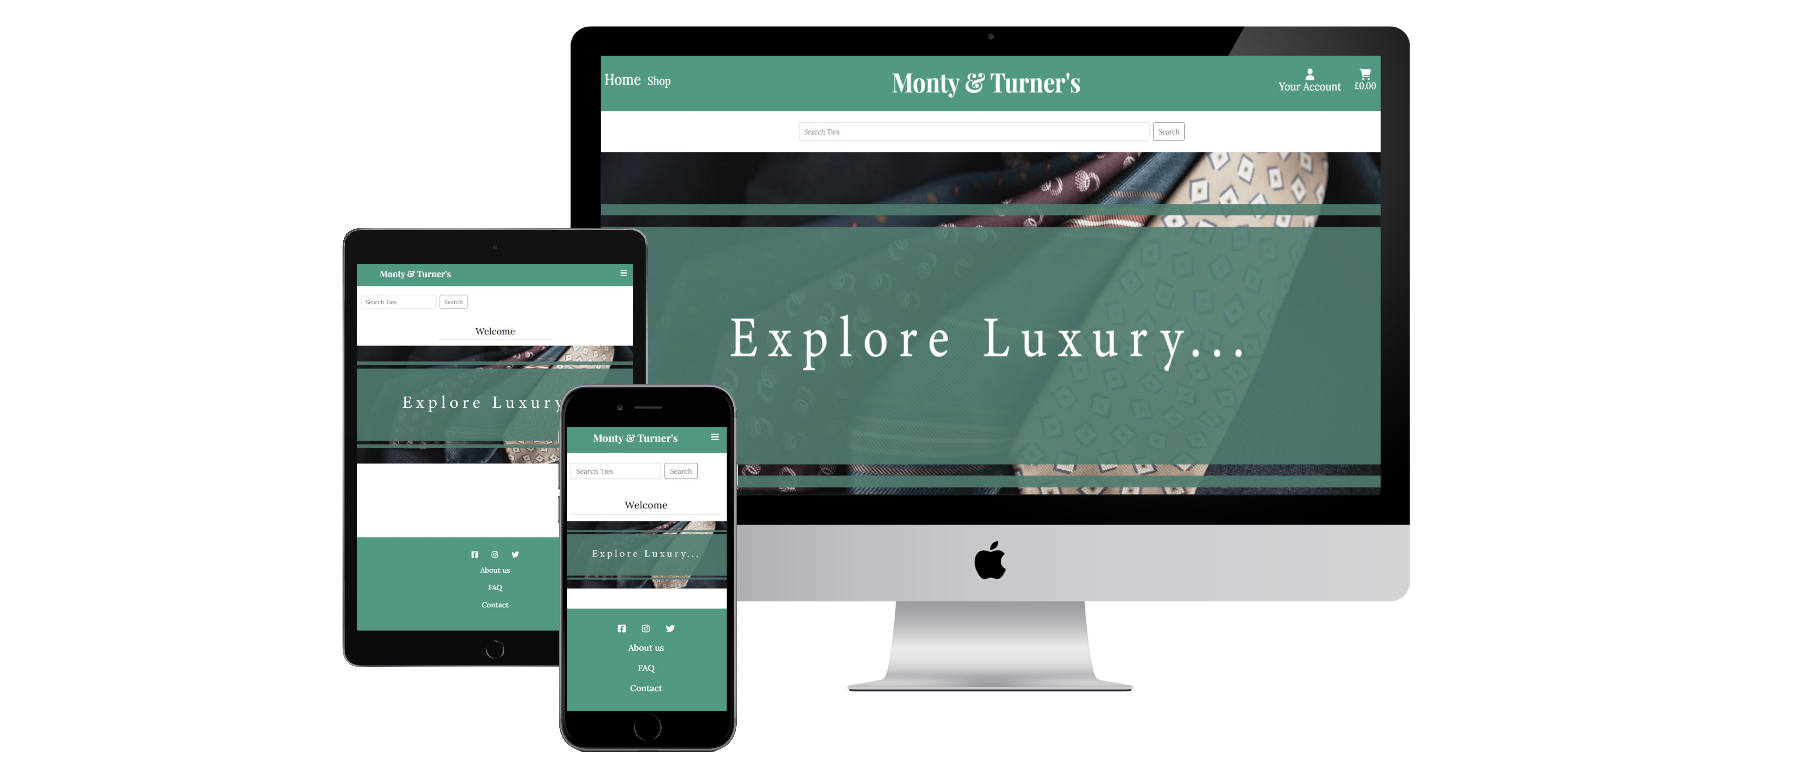 Home Shop
Monty & Turner's
Your Account
£0.00
Search Ties
Search
Explore Luxury...
Monty & Turner's
Search Ties
Search
Welcome
Explore Luxury
About us
FAQ
Contact
Monty & Turner's
Search Ties
Search
Welcome
Explore Luxury...
About us
FAQ
Contact